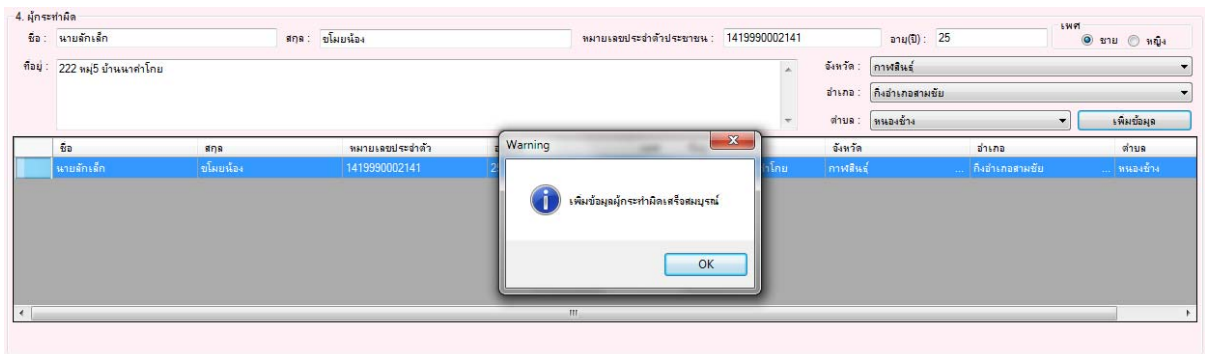 4. ผู้กระทำผิด
ชื่อ : นายลักเล็ก สกุล : ขโมยน้อง หมายเลขประจำตัวประชาชน : 1419990002141 อายุ(ปี) : 25 เพศ ชาย หญิง
ที่อยู่ : 222 หมู่5 บ้านนาคำโกย จังหวัด : กาฬสินธุ์
อำเภอ : กิ่งอำเภอสามชัย
ตำบล : หนองช้าง เพิ่มข้อมูล
ชื่อ สกุล หมายเลขประจำตัว จังหวัด อำเภอ ตำบล
นายลักเล็ก ขโมยน้อง 1419990002141 กาฬสินธุ์ ... กิ่งอำเภอสามชัย ... หนองช้าง
Warning
เพิ่มข้อมูลผู้กระทำผิดเสร็จสมบูรณ์
OK